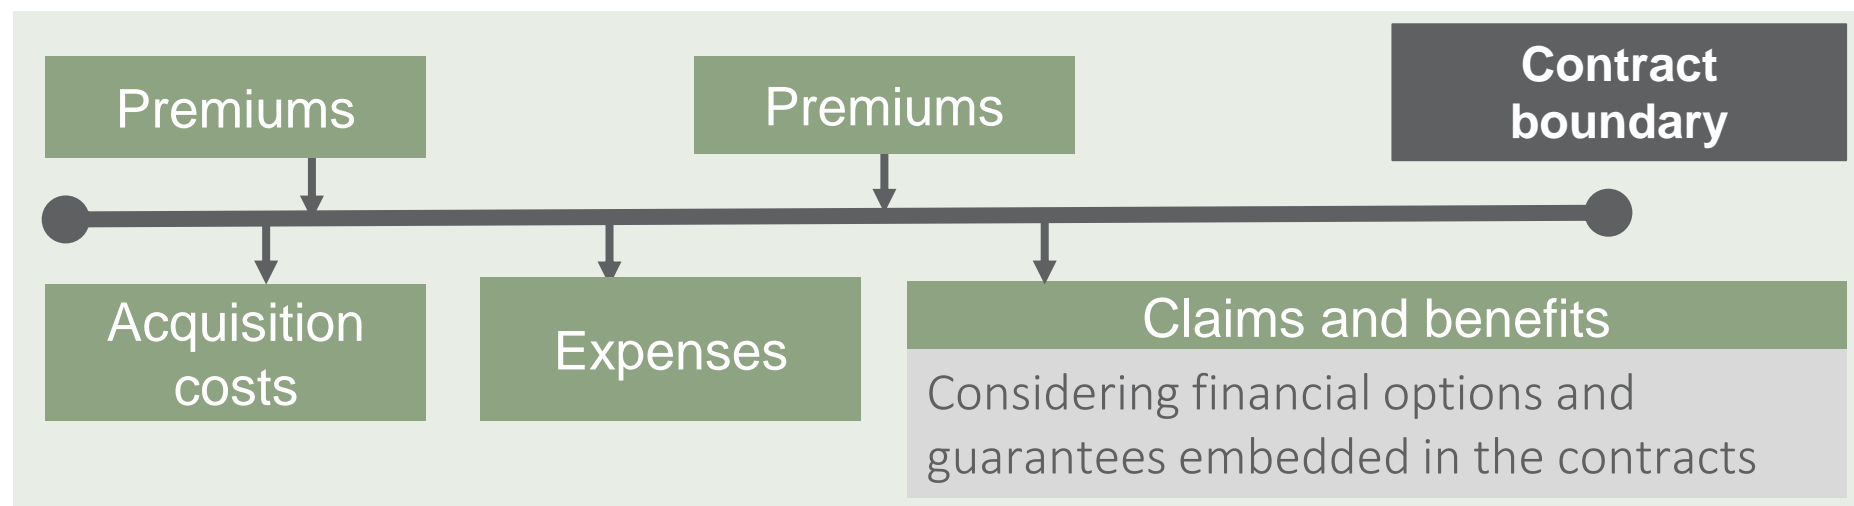 Premiums
Premiums
Contract
boundary
Acquisition
costs
Expenses
Claims and benefits
Considering financial options and
guarantees embedded in the contracts